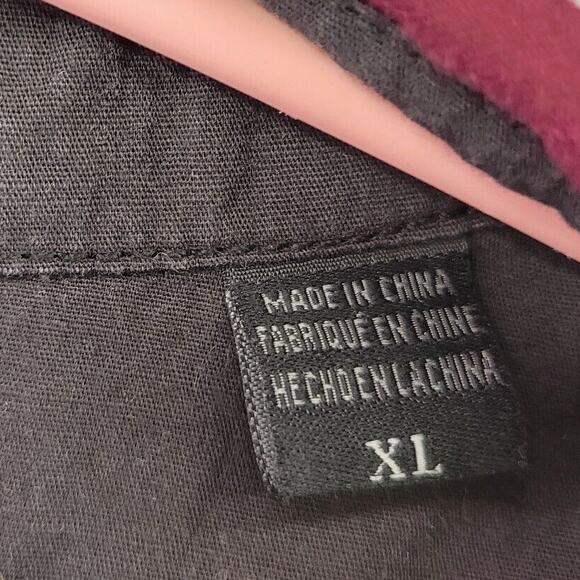 MADE IN CHINA
FABRIQUÉ EN CHINE
HECHO EN LA CHINA
XL